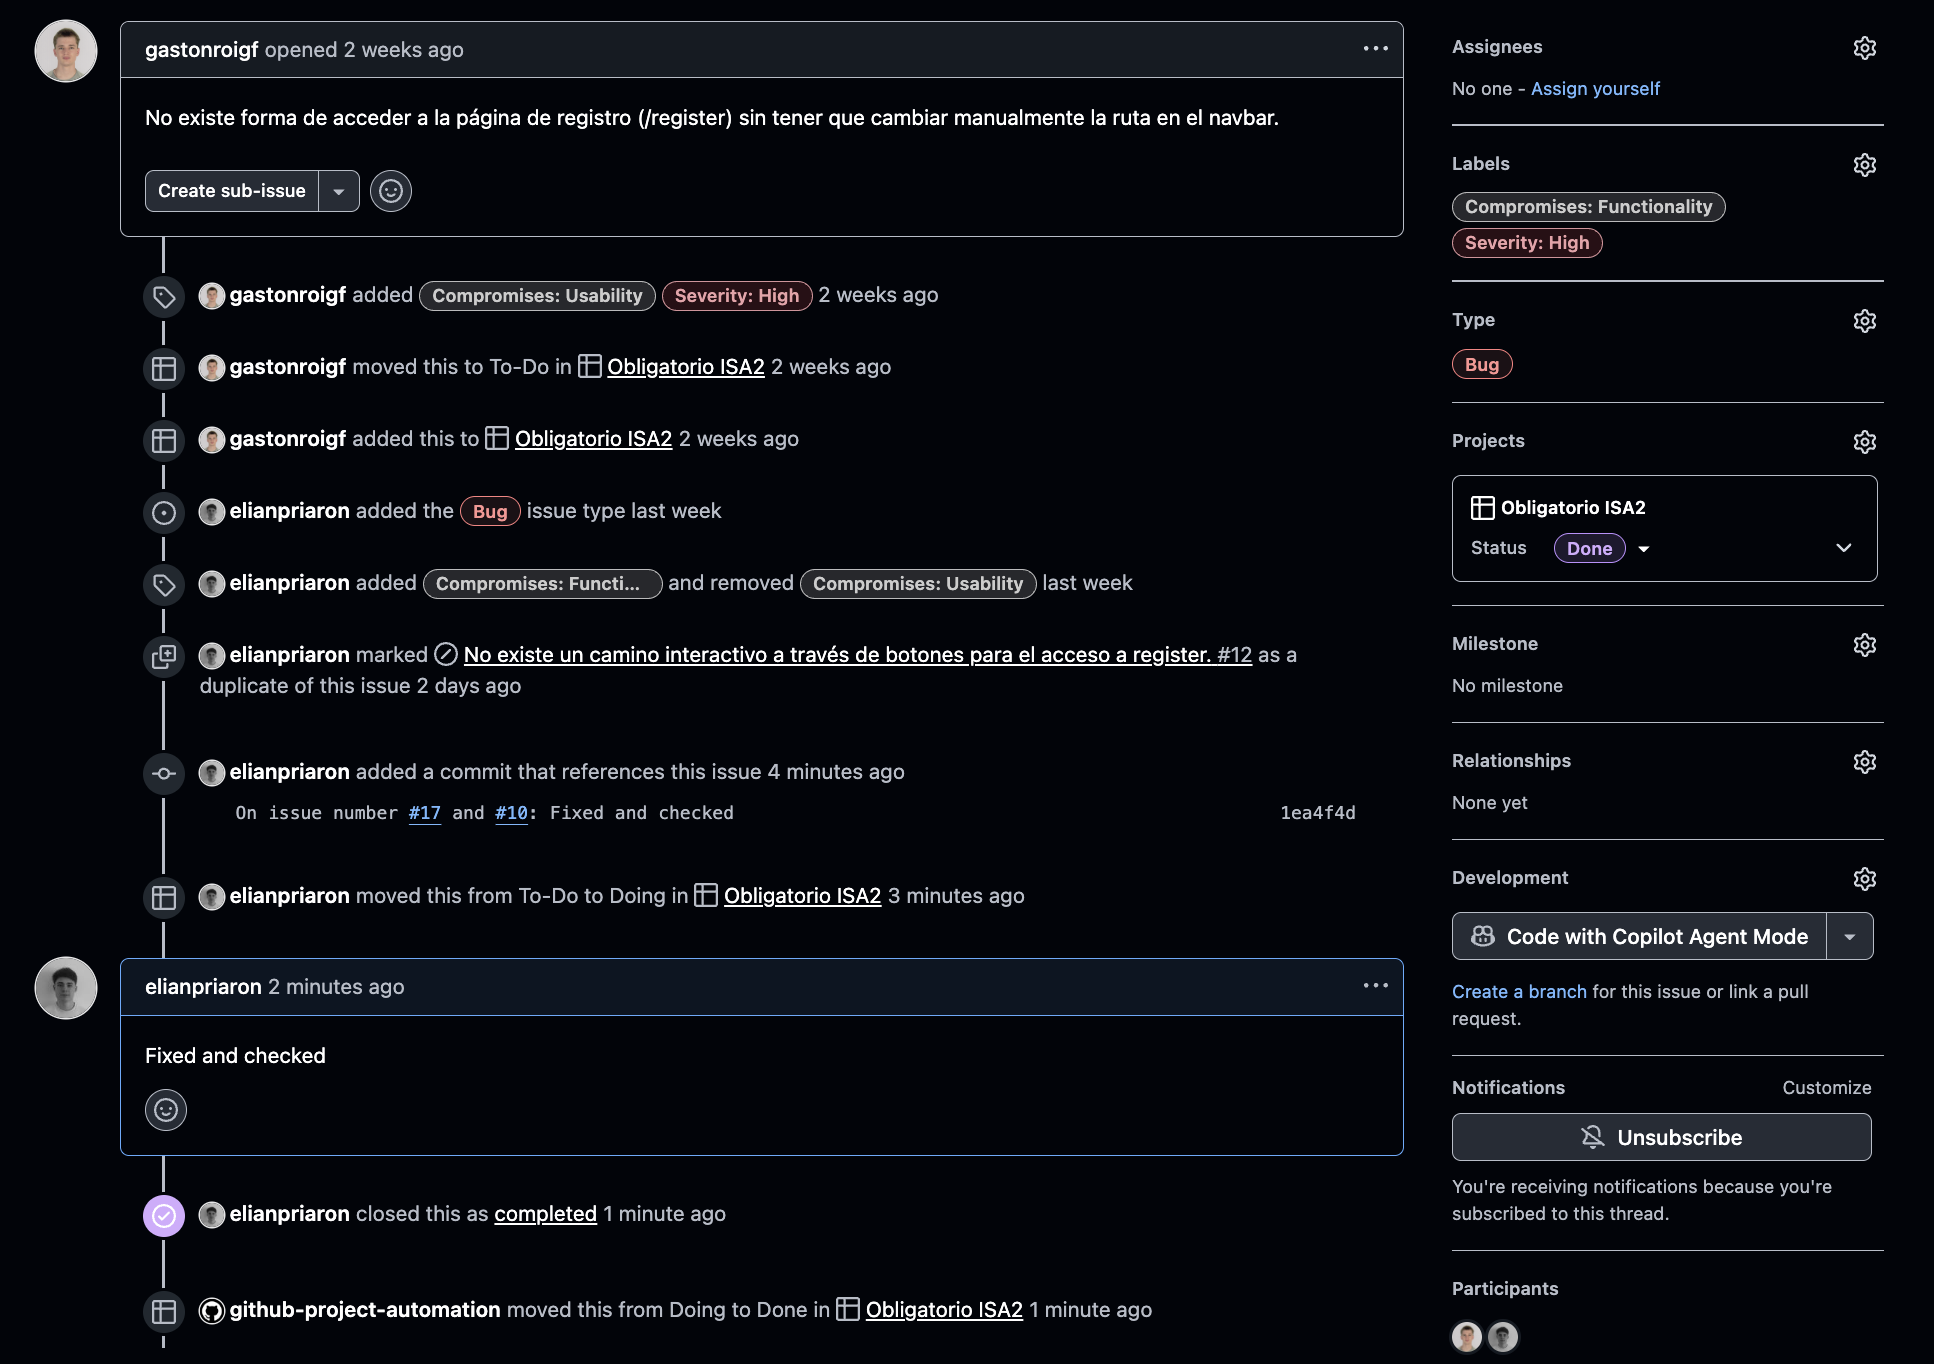 gastonroigf opened 2 weeks ago
No existe forma de acceder a la página de registro (/register) sin tener que cambiar manualmente la ruta en el navbar.
Create sub-issue
gastonroigf added Compromises: Usability Severity: High 2 weeks ago
gastonroigf moved this to To-Do in Obligatorio ISA2 2 weeks ago
gastonroigf added this to Obligatorio ISA2 2 weeks ago
elianpriaron added the Bug issue type last week
elianpriaron added Compromises: Functi... and removed Compromises: Usability last week
elianpriaron marked No existe un camino interactivo a través de botones para el acceso a register. #12 as a
duplicate of this issue 2 days ago
elianpriaron added a commit that references this issue 4 minutes ago
On issue number #17 and #10: Fixed and checked 1ea4f4d
elianpriaron moved this from To-Do to Doing in Obligatorio ISA2 3 minutes ago
elianpriaron 2 minutes ago
Fixed and checked
elianpriaron closed this as completed 1 minute ago
github-project-automation moved this from Doing to Done in Obligatorio ISA2 1 minute ago
Assignees
No one - Assign yourself
Labels
Compromises: Functionality
Severity: High
Type
Bug
Projects
Obligatorio ISA2
Status Done
Milestone
No milestone
Relationships
None yet
Development
Code with Copilot Agent Mode
Create a branch for this issue or link a pull
request.
Notifications Customize
Unsubscribe
You're receiving notifications because you're
subscribed to this thread.
Participants